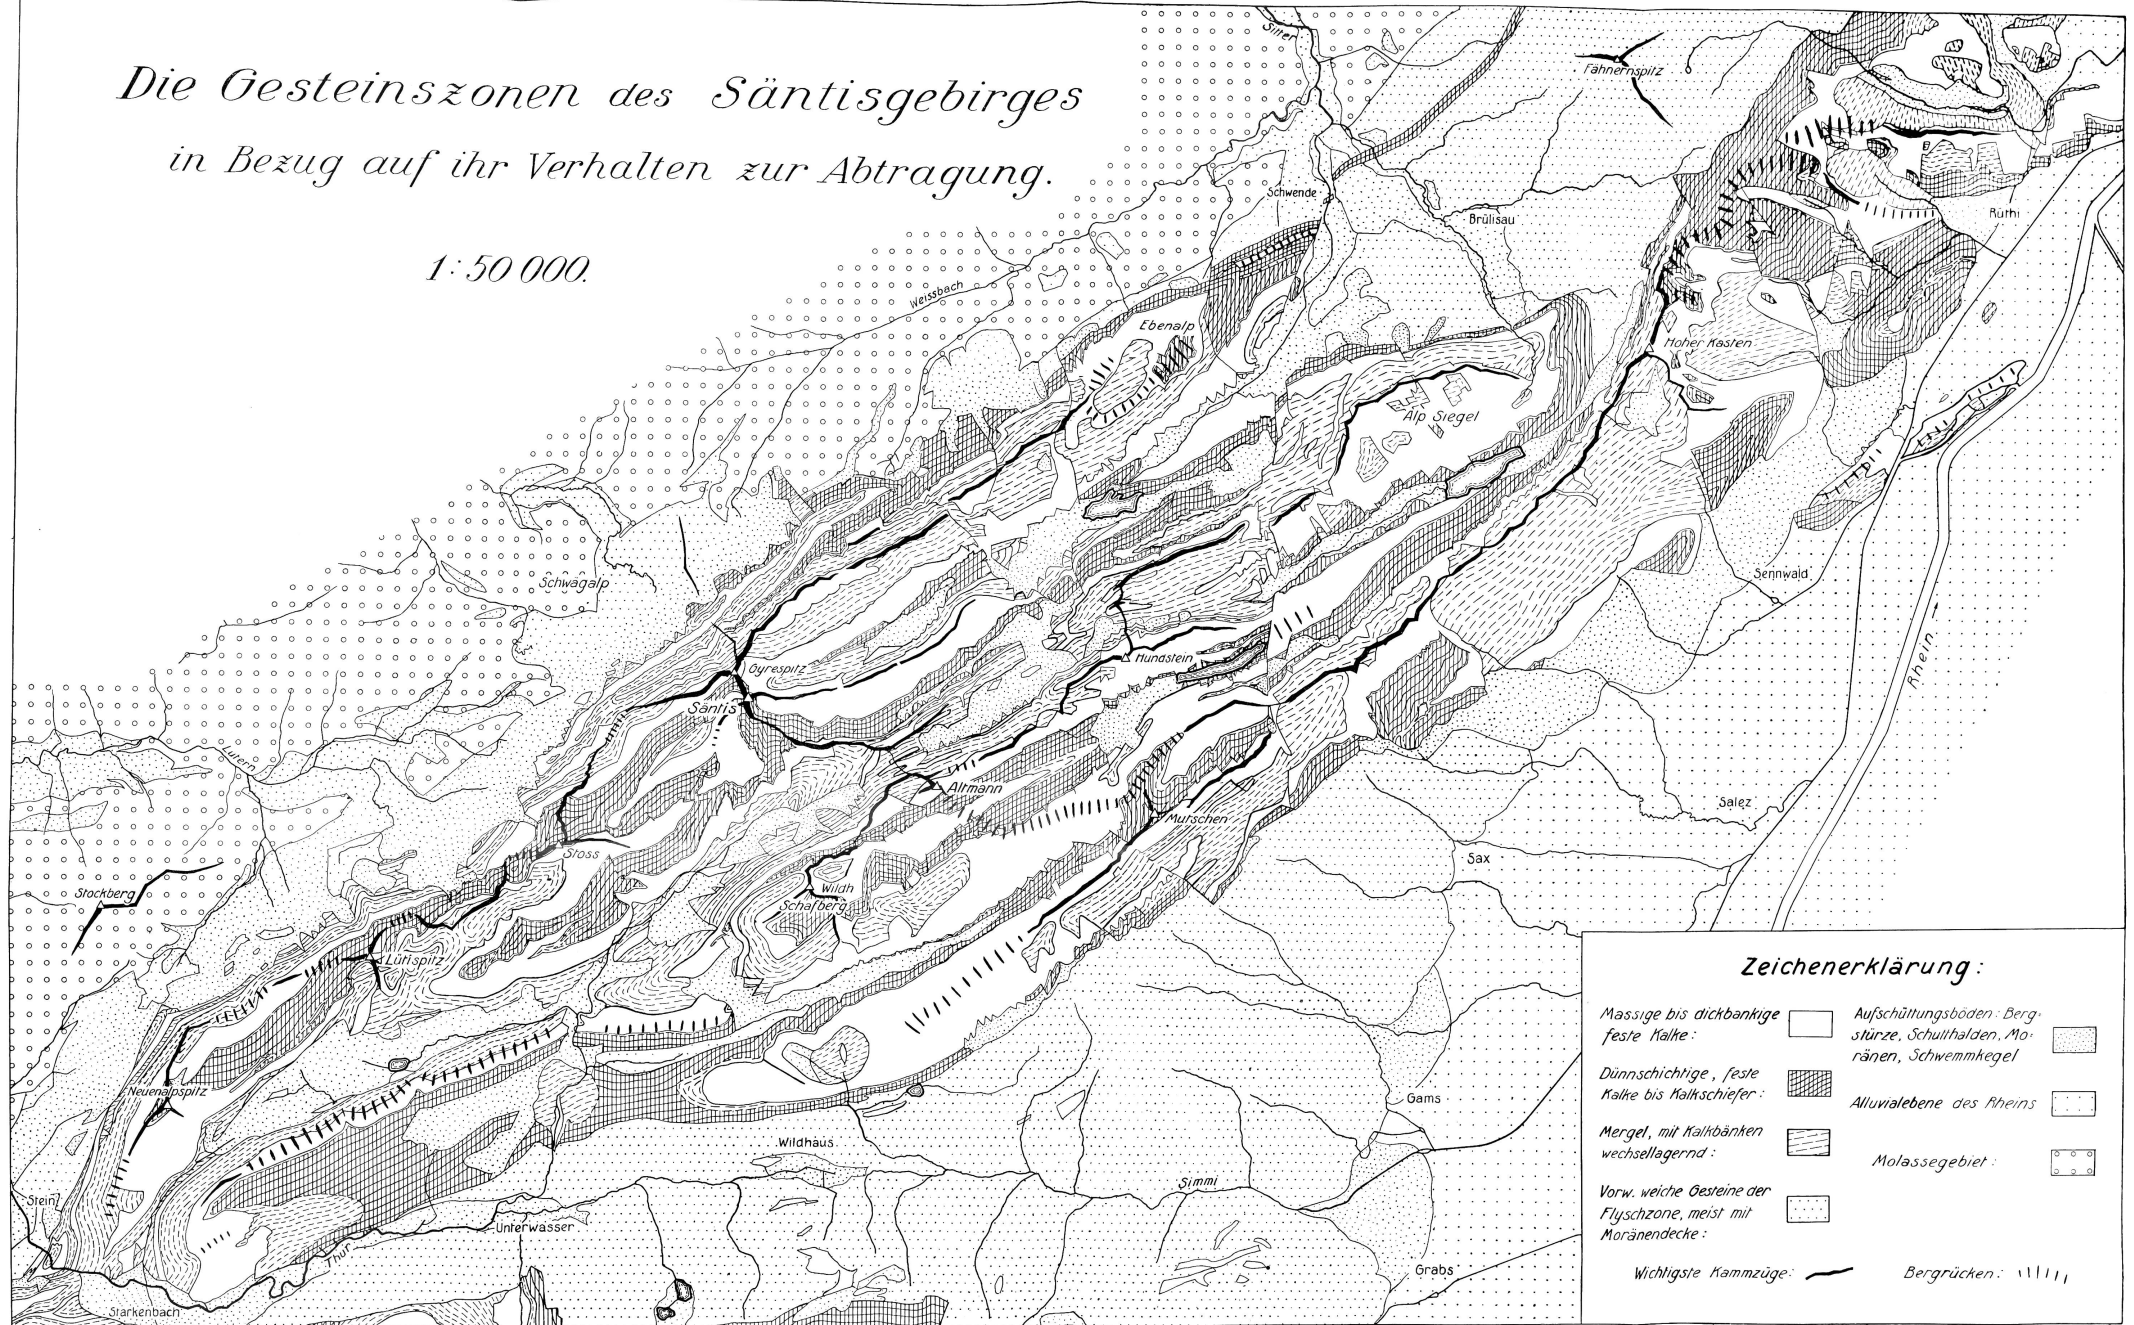 Die Gesteinszonen des Säntisgebirges
in Bezug auf ihr Verhalten zur Abtragung.
1:50 000.
Sitter
Fähnernspitz
Schwende
Brülisau
Rüthi
Weissbach
Ebenalp
Hoher Kasten
Alp Siegel
Schwägalp
Sennwald
Rhein
Gyrespitz
Hundstein
Säntis
Lutern
Altmann
Mutschen
Salez
Stoss
Sax
Stockberg
Wildh
Schafberg
Lütispitz
Neuenalpspitz
Gams
Wildhaus
Simmi
Stein
Unterwasser
Thur
Grabs
Starkenbach
Zeichenerklärung:
Massige bis dickbankige
feste Kalke:
Dünnschichtige, feste
Kalke bis Kalkschiefer:
Mergel, mit Kalkbänken
wechsellagernd:
Vorw. weiche Gesteine der
Flyschzone, meist mit
Moränendecke:
Aufschüttungsböden: Berg-
stürze, Schutthalden, Mo-
ränen, Schwemmkegel
Alluvialebene des Rheins
Molassegebiet:
Wichtigste Kammzüge:
Bergrücken: